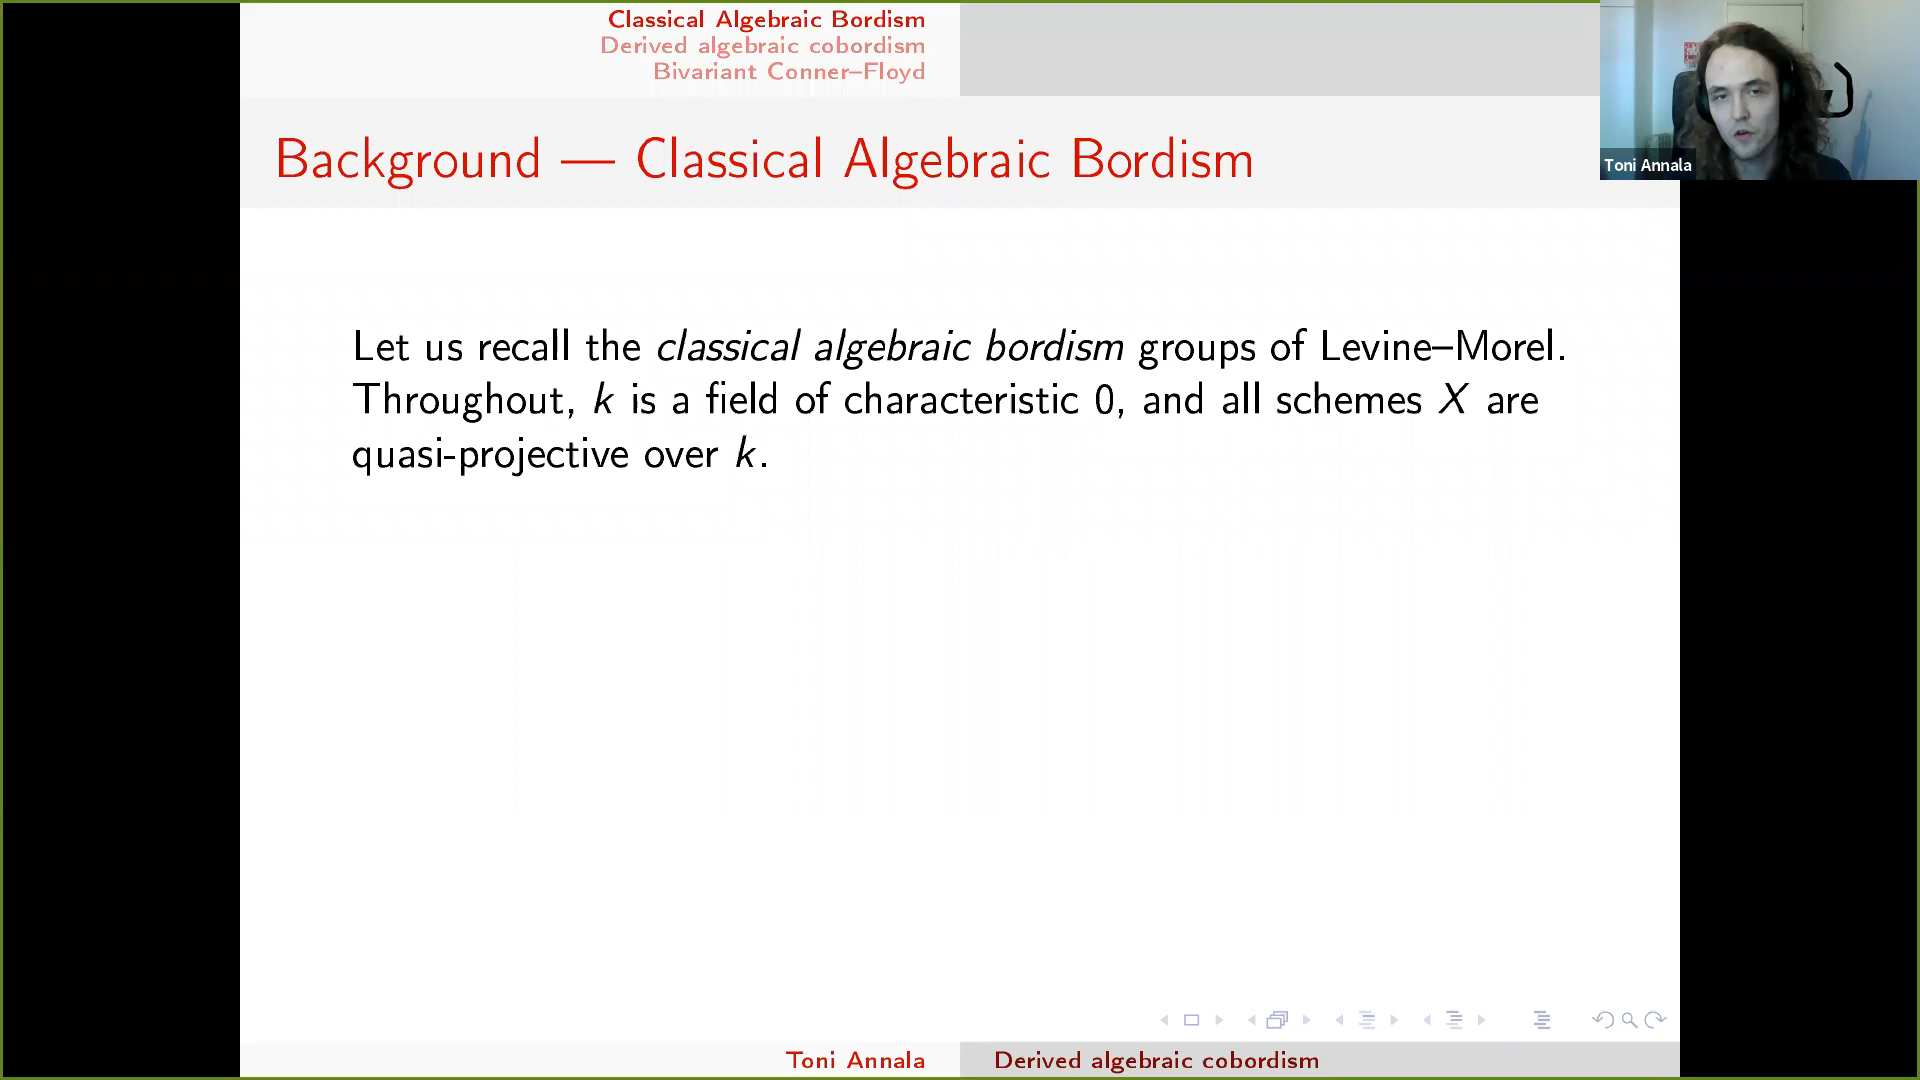 Classical Algebraic Bordism
Derived algebraic cobordism
Bivariant Conner–Floyd
Background — Classical Algebraic Bordism
Toni Annala
Let us recall the classical algebraic bordism groups of Levine–Morel.
Throughout, k is a field of characteristic 0, and all schemes X are
quasi-projective over k.
Toni Annala
Derived algebraic cobordism